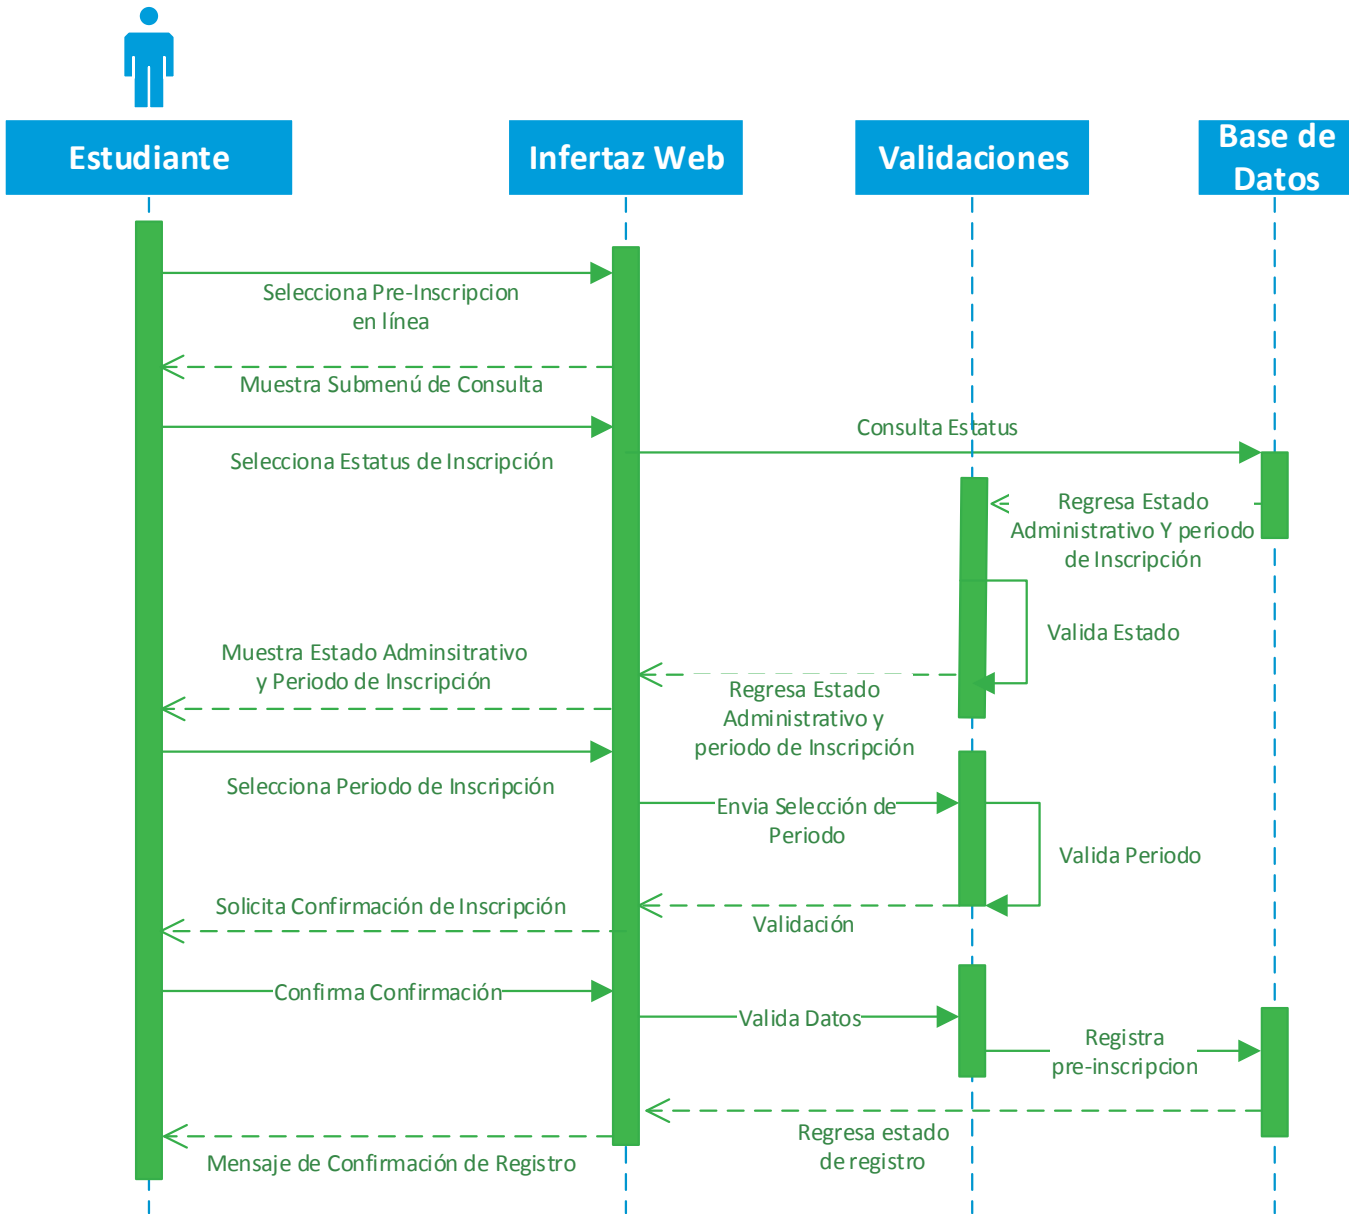 Estudiante
Infertaz Web
Validaciones
Base de
Datos
Selecciona Pre-Inscripcion
en línea
Muestra Submenú de Consulta
Selecciona Estatus de Inscripción
Consulta Estatus
Regresa Estado
Administrativo Y periodo
de Inscripción
Valida Estado
Muestra Estado Adminsitrativo
y Periodo de Inscripción
Regresa Estado
Administrativo y
periodo de Inscripción
Selecciona Periodo de Inscripción
Envia Selección de
Periodo
Valida Periodo
Solicita Confirmación de Inscripción
Validación
Confirma Confirmación
Valida Datos
Registra
pre-inscripcion
Regresa estado
de registro
Mensaje de Confirmación de Registro